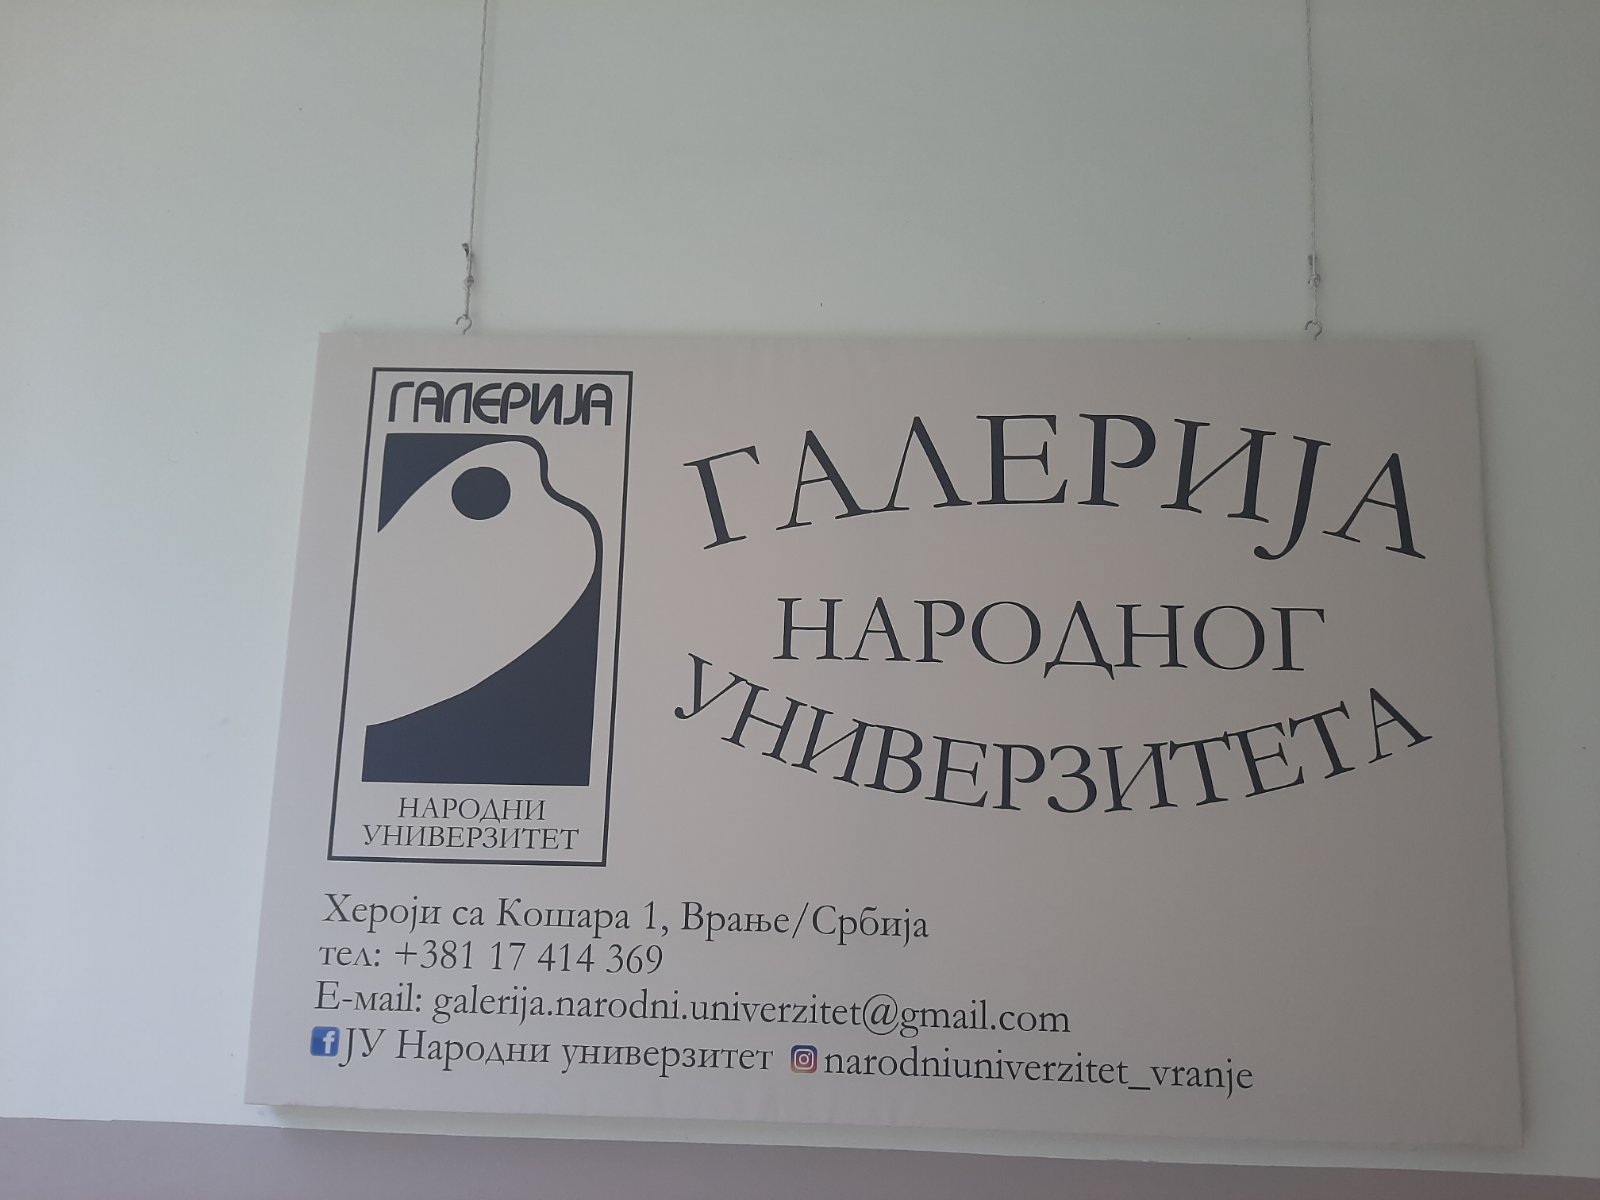 ГАЛЕРИЈА
НАРОДНИ
УНИВЕРЗИТЕТ
ГАЛЕРИЈА
НАРОДНОГ
УНИВЕРЗИТЕТА
Хероји са Кошара 1, Врање/Србија
тел: +381 17 414 369
Е-маil: galerija.narodni.univerzitet@gmail.com
ЈУ Народни универзитет narodniuniverzitet_vranje